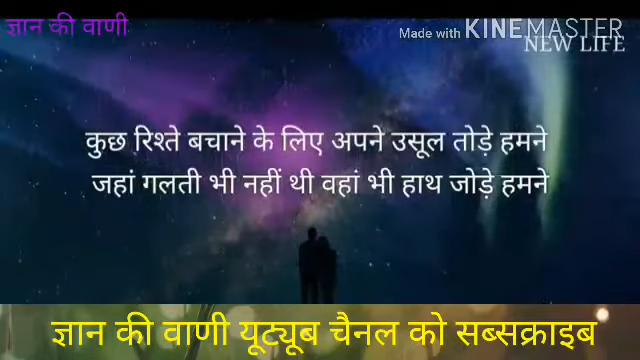 ज्ञान की वाणी
Made with KINEMASTER
NEW LIFE
कुछ रिश्ते बचाने के लिए अपने उसूल तोड़े हमने
जहां गलती भी नहीं थी वहां भी हाथ जोड़े हमने
ज्ञान की वाणी यूट्यूब चैनल को सब्सक्राइब